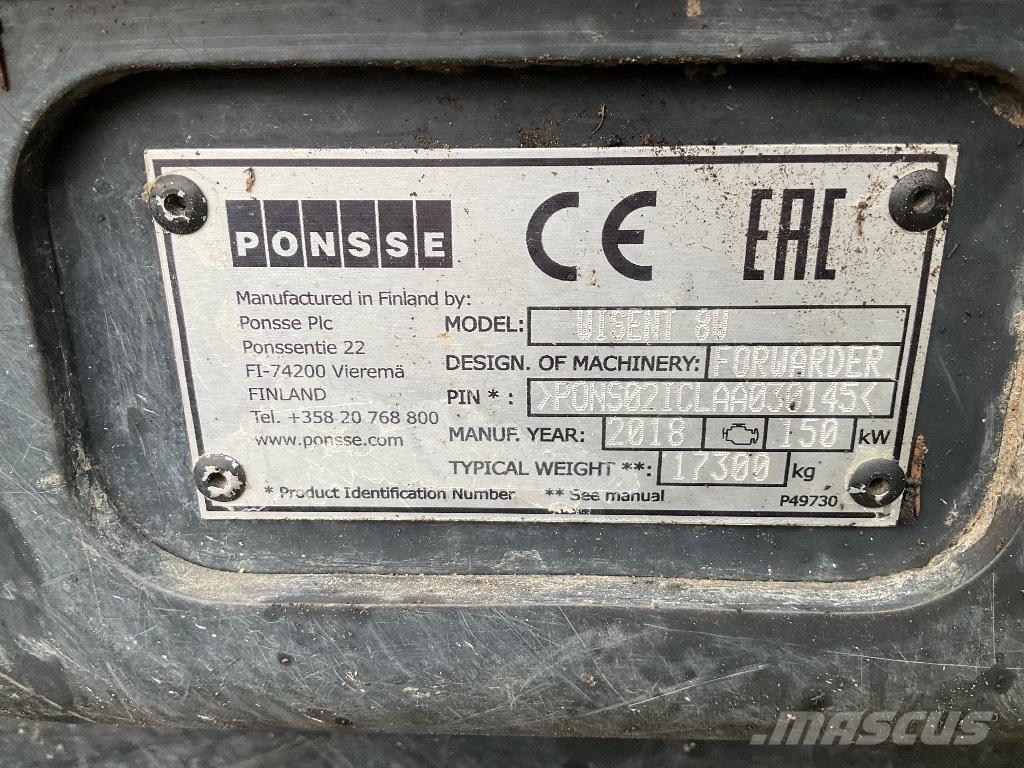 PONSSE CE EAC
Manufactured in Finland by:
Ponsse Plc
Ponssentie 22
FI-74200 Vieremä
FINLAND
Tel. +358 20 768 800
www.ponsse.com
MODEL: WISENT 8W
DESIGN. OF MACHINERY: FORWARDER
PIN * : >PONS02ICLAA030145<
MANUF. YEAR: 2018 150 kW
TYPICAL WEIGHT **: 17300 kg
* Product Identification Number ** See manual P49730
MASCUS